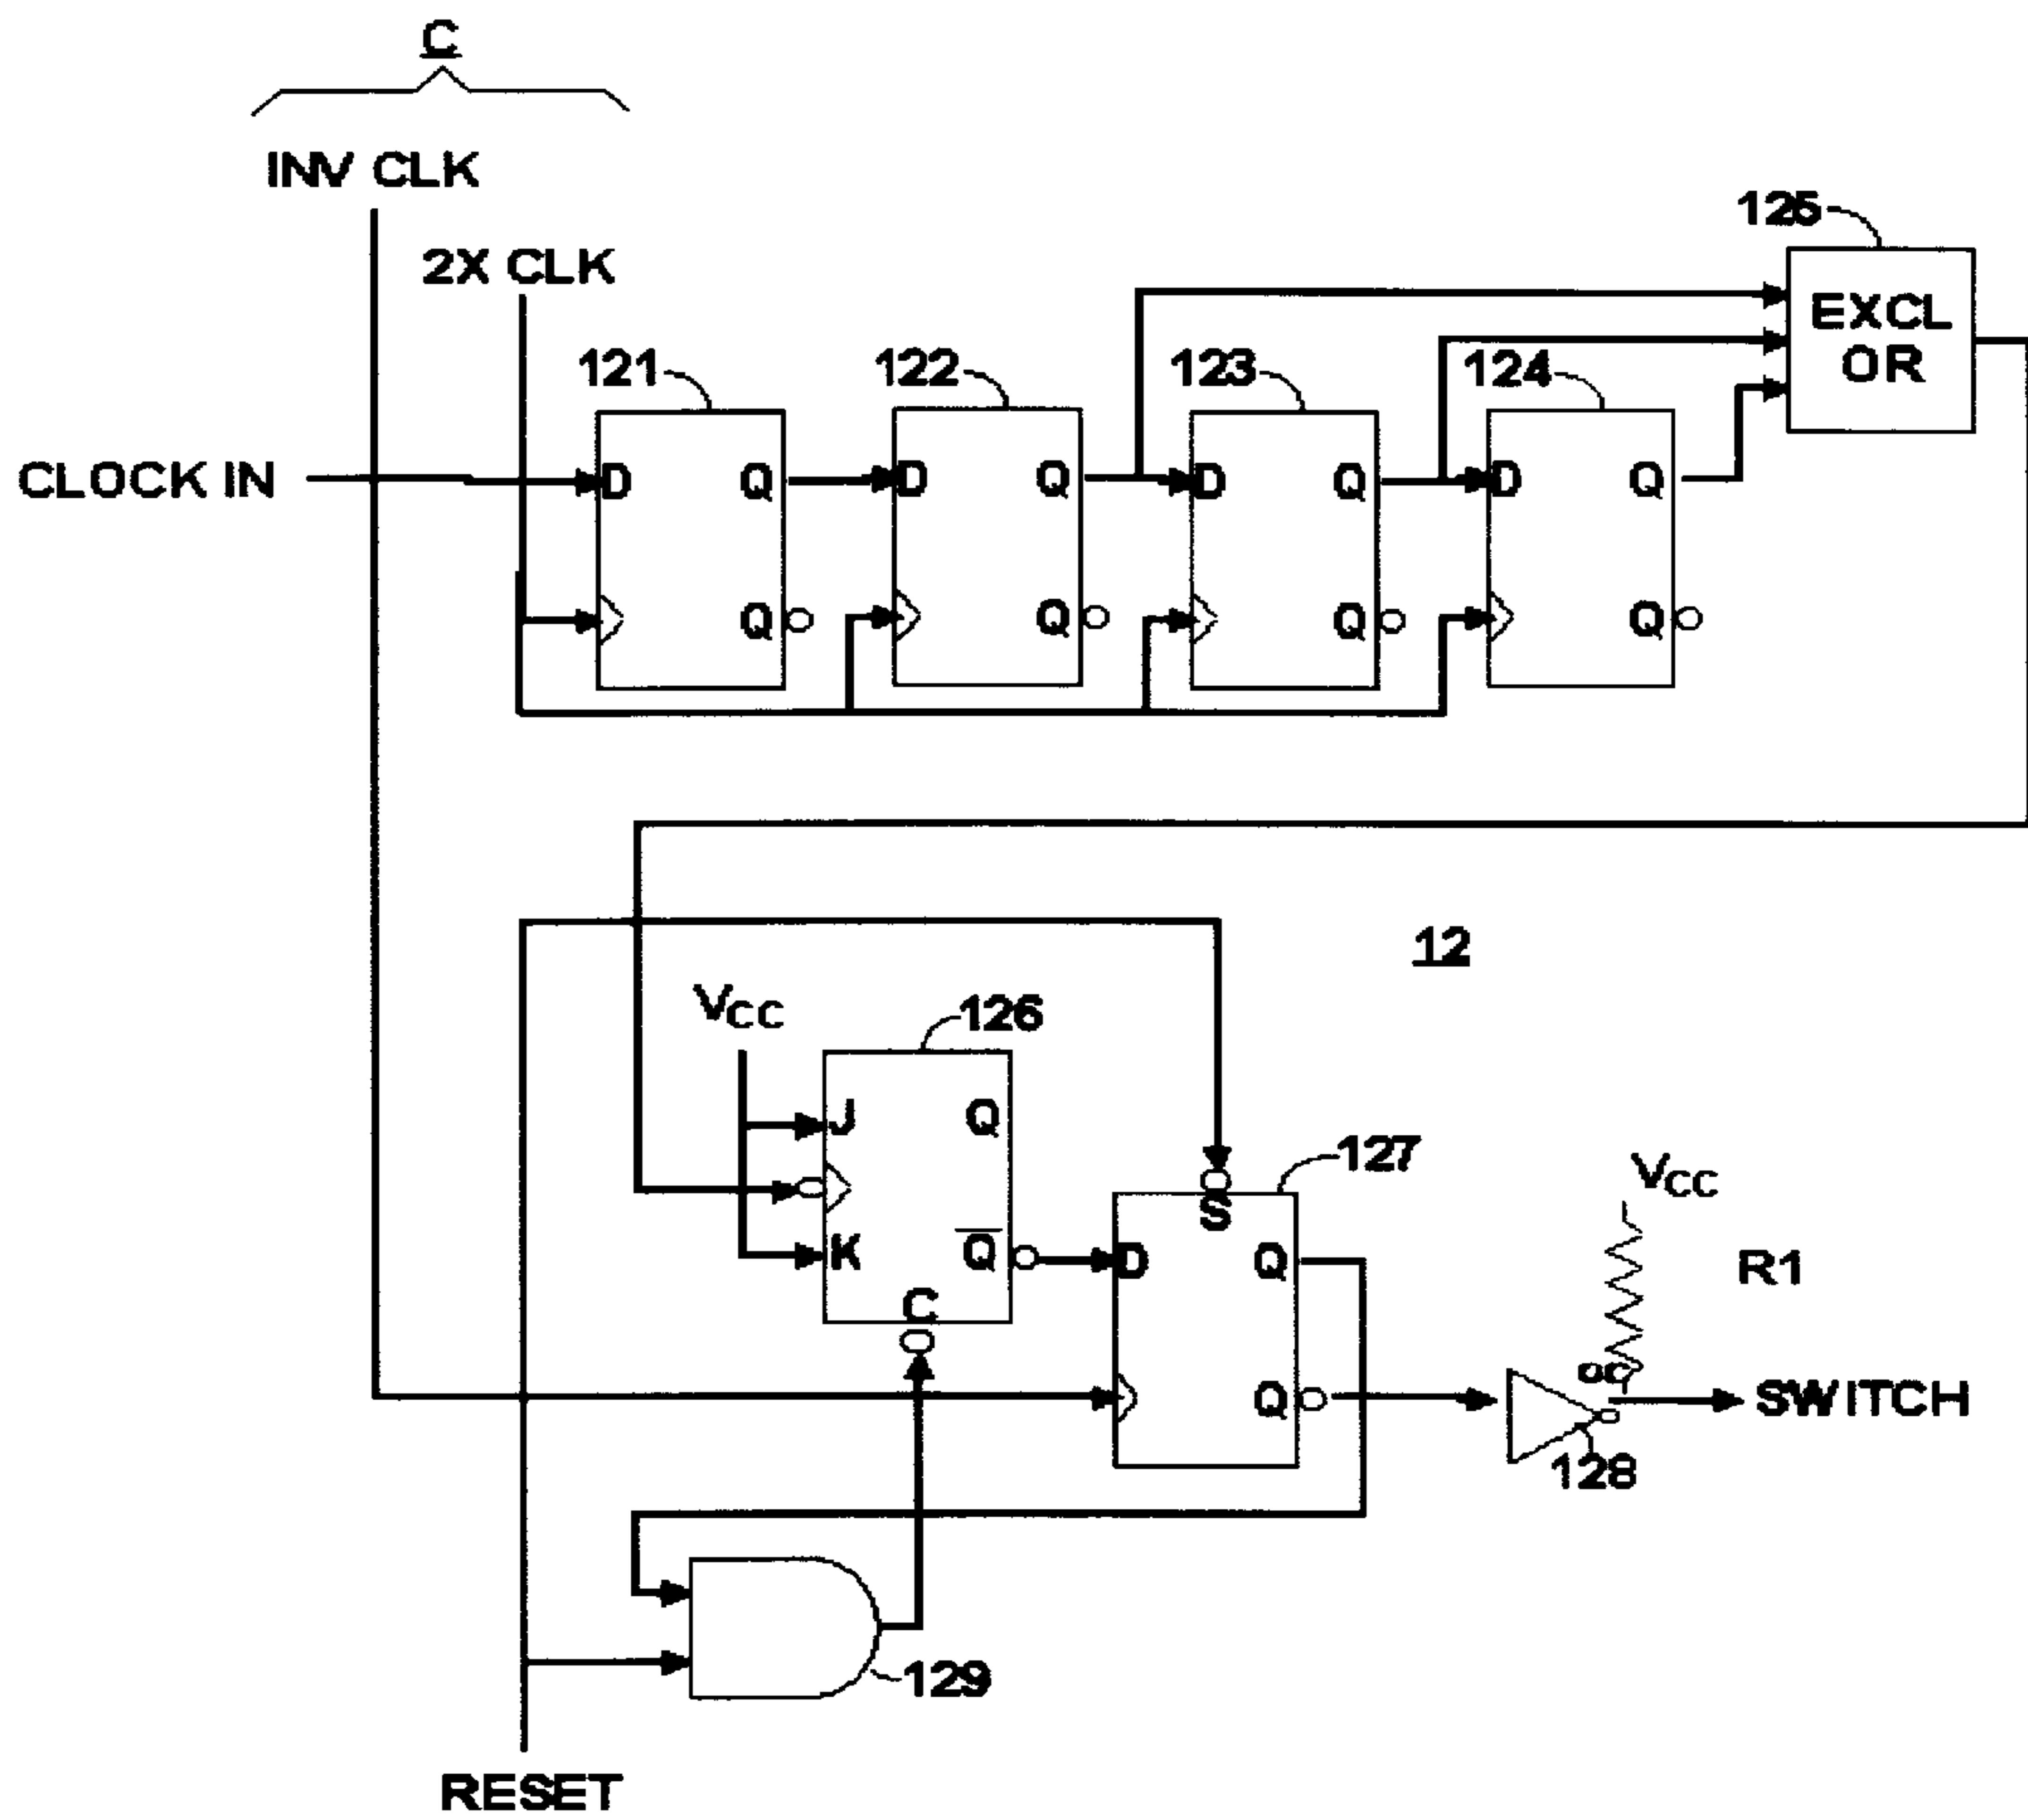 C
INV CLK
2X CLK
125
EXCL
OR
121
122
123
124
CLOCK IN
D Q
D Q
D Q
D Q
Q
Q
Q
Q
12
VCC
126
J Q
K Q
C
127
S
D Q
Q
VCC
R1
OC
SWITCH
128
129
RESET